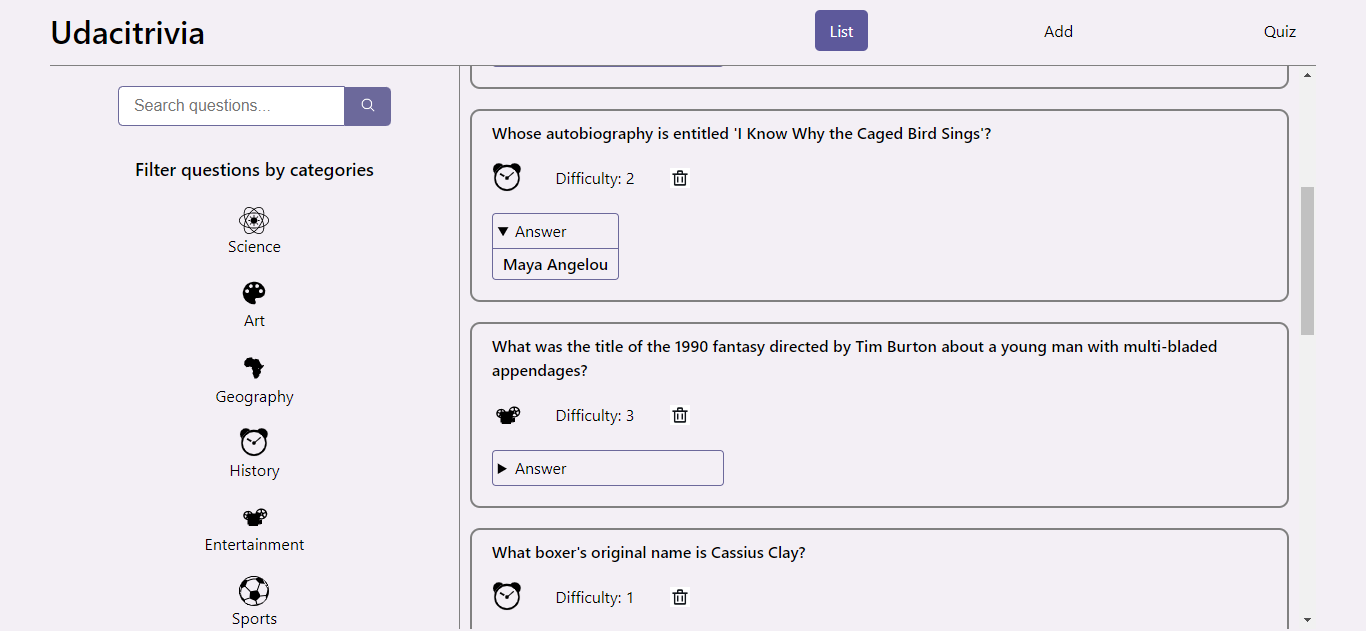 Udacitrivia
List
Add
Quiz
Search questions...
Filter questions by categories
Science
Art
Geography
History
Entertainment
Sports
Whose autobiography is entitled 'I Know Why the Caged Bird Sings'?
Difficulty: 2
Answer
Maya Angelou
What was the title of the 1990 fantasy directed by Tim Burton about a young man with multi-bladed
appendages?
Difficulty: 3
Answer
What boxer's original name is Cassius Clay?
Difficulty: 1